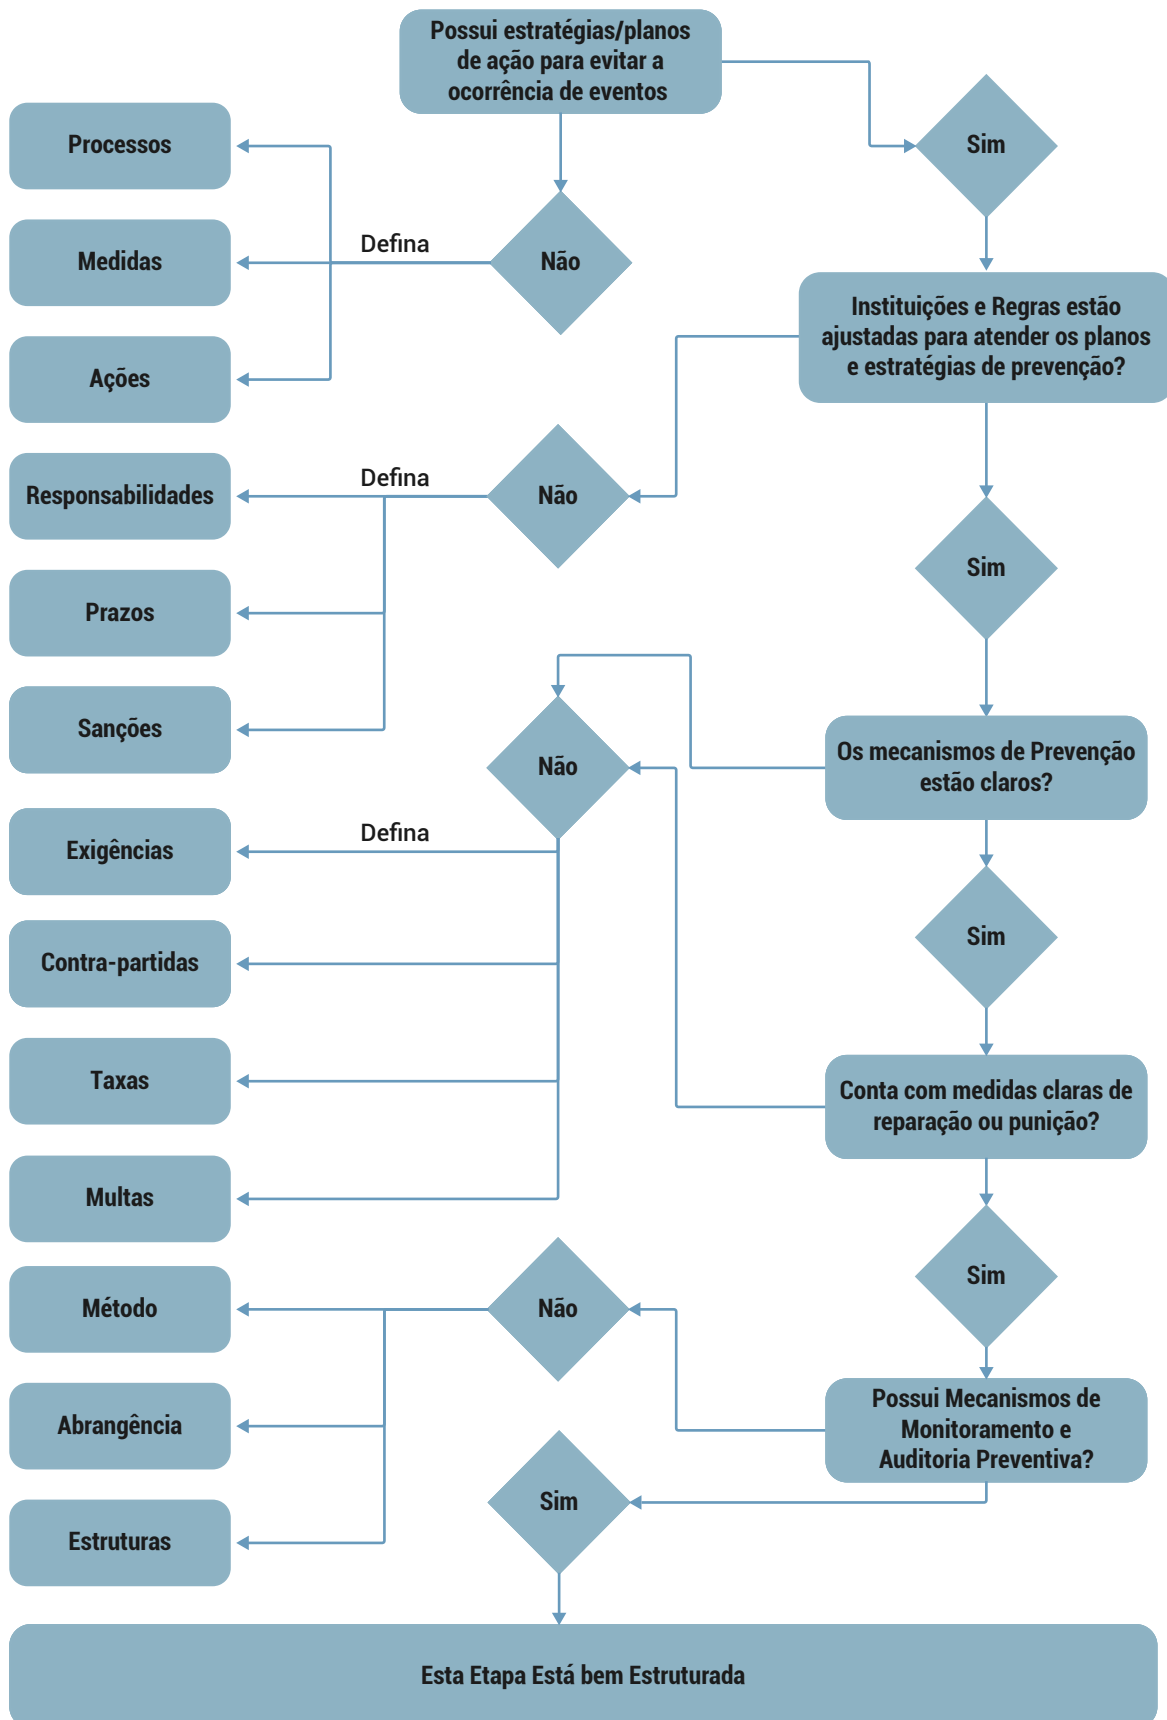 Possui estratégias/planos
de ação para evitar a
ocorrência de eventos
Processos
Sim
Medidas
Defina
Não
Instituições e Regras estão
ajustadas para atender os planos
e estratégias de prevenção?
Ações
Responsabilidades
Defina
Não
Sim
Prazos
Sanções
Não
Os mecanismos de Prevenção
estão claros?
Exigências
Defina
Sim
Contra-partidas
Taxas
Conta com medidas claras de
reparação ou punição?
Multas
Sim
Método
Não
Possui Mecanismos de
Monitoramento e
Auditoria Preventiva?
Abrangência
Sim
Estruturas
Esta Etapa Está bem Estruturada